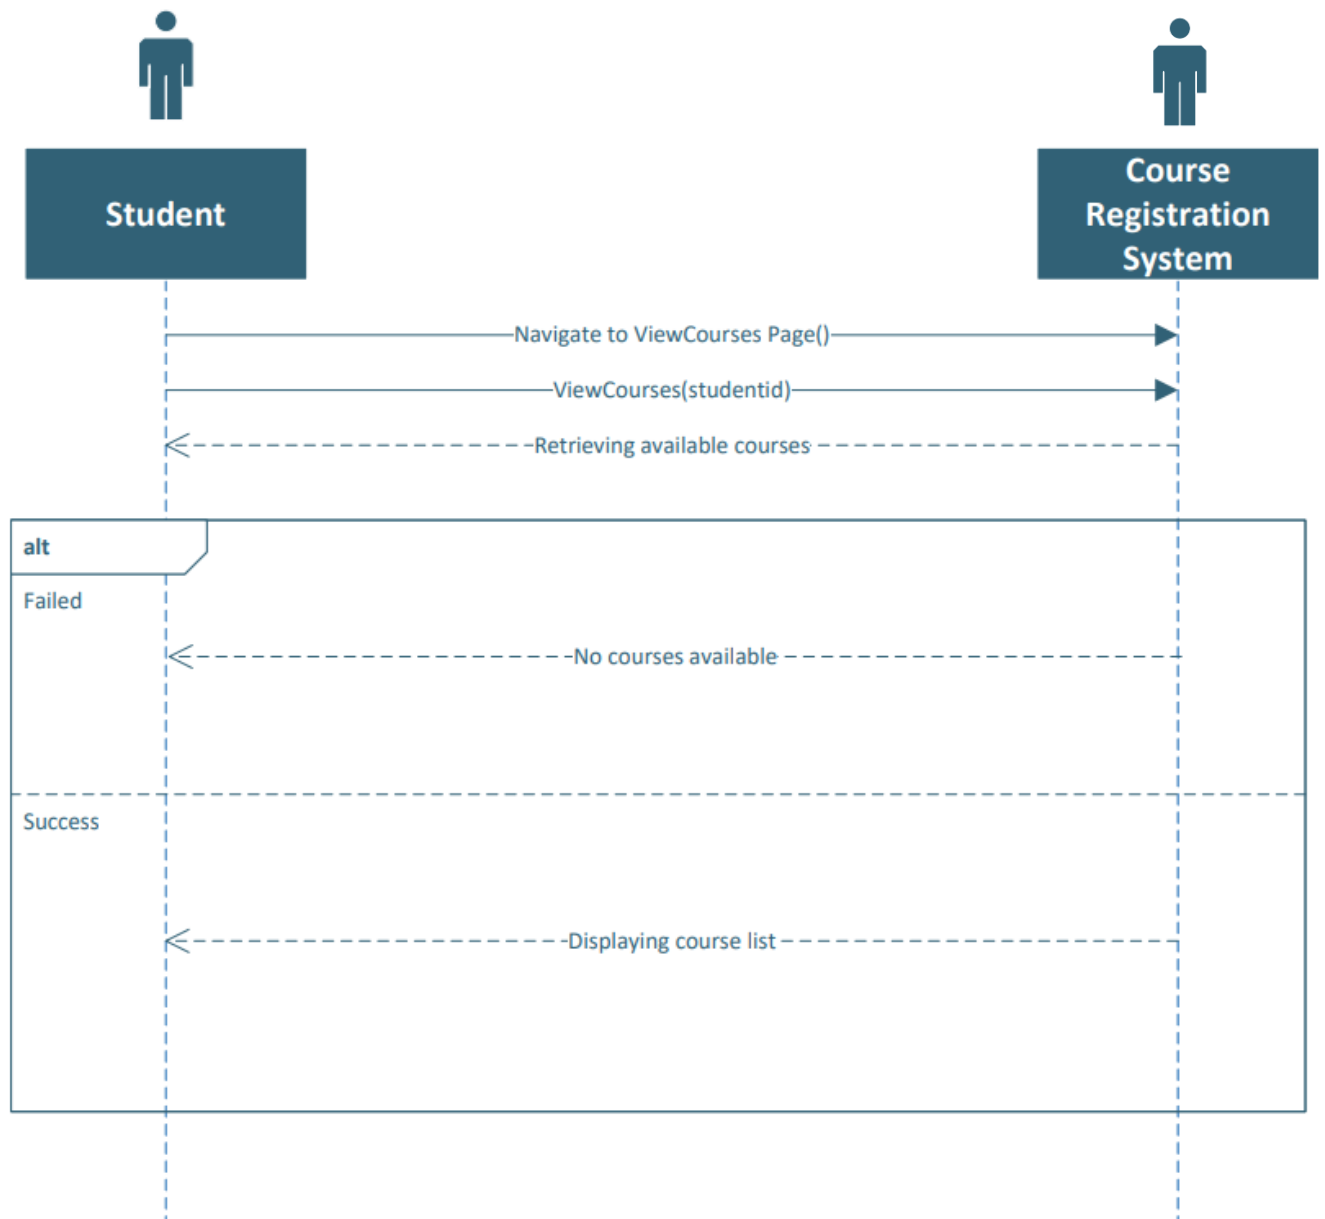 Student
Course
Registration
System
Navigate to ViewCourses Page()
ViewCourses(studentid)
Retrieving available courses
alt
Failed
No courses available
Success
Displaying course list